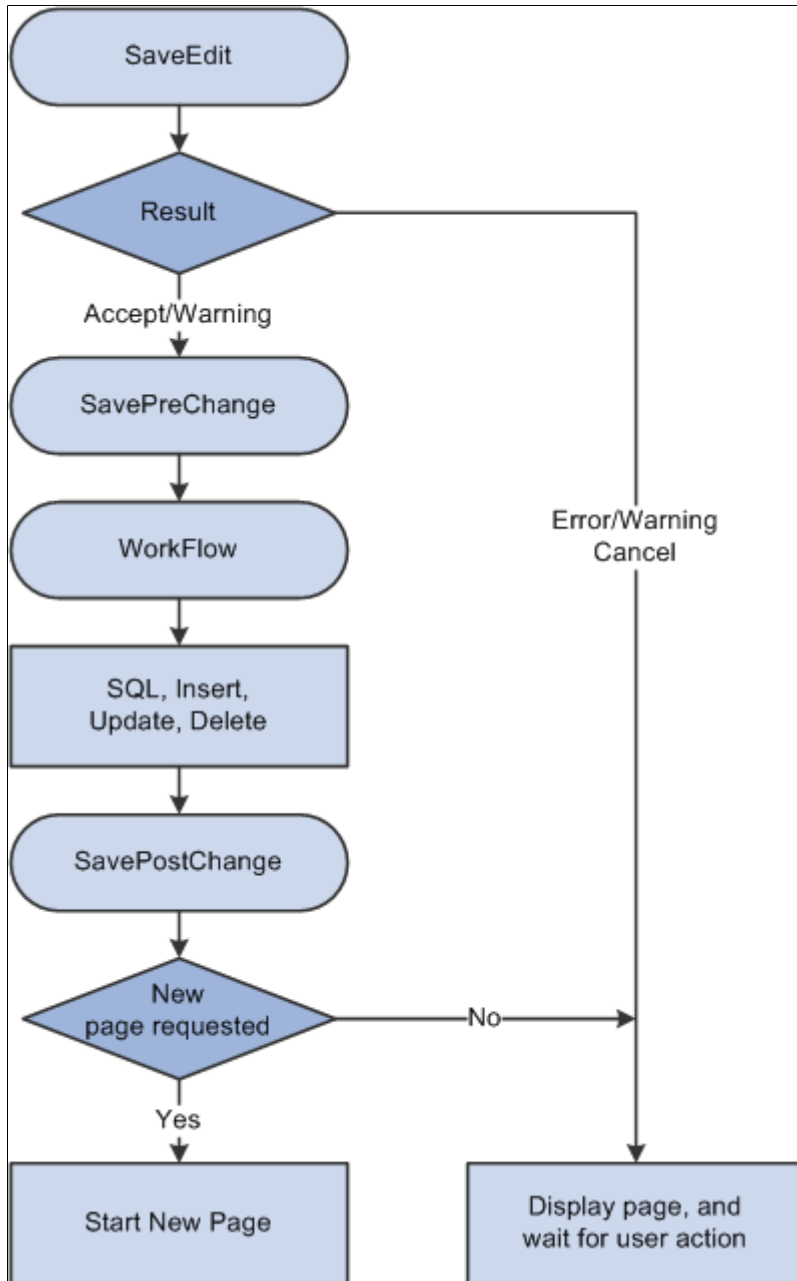 SaveEdit
Result
Accept/Warning
SavePreChange
WorkFlow
Error/Warning
Cancel
SQL, Insert,
Update, Delete
SavePostChange
New
page requested
No
Yes
Start New Page
Display page, and
wait for user action